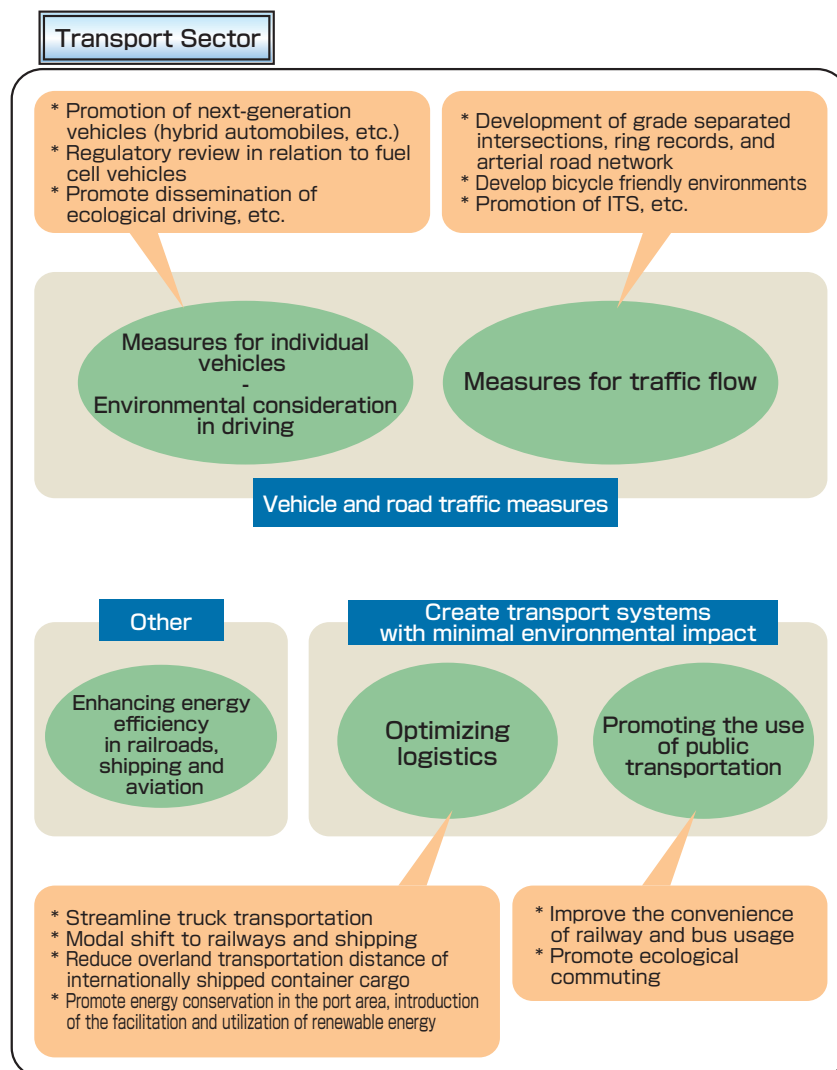 Transport Sector
* Promotion of next-generation
vehicles (hybrid automobiles, etc.)
* Regulatory review in relation to fuel
cell vehicles
* Promote dissemination of
ecological driving, etc.
* Development of grade separated
intersections, ring records, and
arterial road network
* Develop bicycle friendly environments
* Promotion of ITS, etc.
Measures for individual
vehicles
-
Environmental consideration
in driving
Measures for traffic flow
Vehicle and road traffic measures
Other
Enhancing energy
efficiency
in railroads,
shipping and
aviation
Create transport systems
with minimal environmental impact
Optimizing
logistics
Promoting the use
of public
transportation
* Streamline truck transportation
* Modal shift to railways and shipping
* Reduce overland transportation distance of
internationally shipped container cargo
* Promote energy conservation in the port area, introduction
of the facilitation and utilization of renewable energy
* Improve the convenience
of railway and bus usage
* Promote ecological
commuting